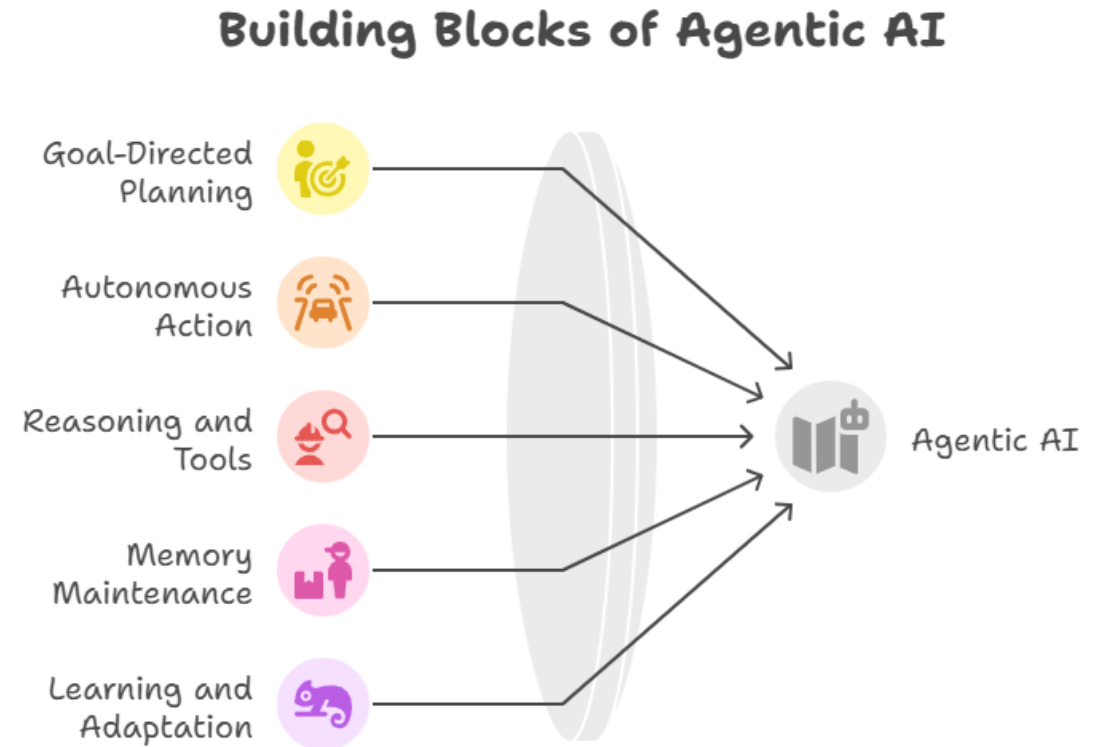 Building Blocks of Agentic AI
Goal-Directed
Planning
Autonomous
Action
Reasoning and
Tools
Agentic AI
Memory
Maintenance
Learning and
Adaptation